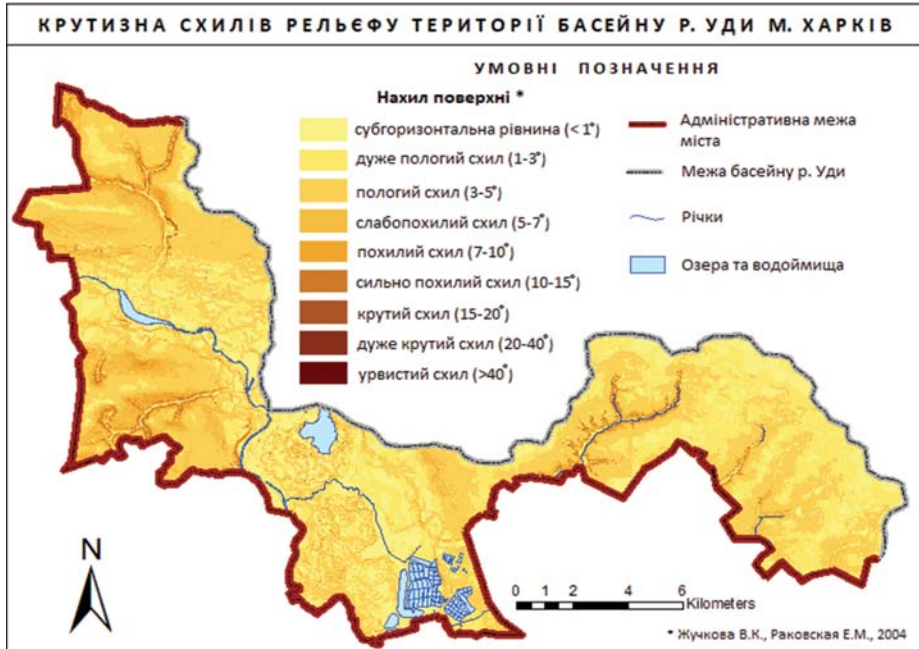 КРУТИЗНА СХИЛІВ РЕЛЬЄФУ ТЕРИТОРІЇ БАСЕЙНУ Р. УДИ М. ХАРКІВ
УМОВНІ ПОЗНАЧЕННЯ
Нахил поверхні *
субгоризонтальна рівнина (< 1°)
дуже пологий схил (1-3°)
пологий схил (3-5°)
слабопохилий схил (5-7°)
похилий схил (7-10°)
сильно похилий схил (10-15°)
крутий схил (15-20°)
дуже крутий схил (20-40°)
урвистий схил (>40°)
Адміністративна межа
міста
Межа басейну р. Уди
Річки
Озера та водоймища
N
0 1 2 4 6
Kilometers
* Жучкова В.К., Раковская Е.М., 2004